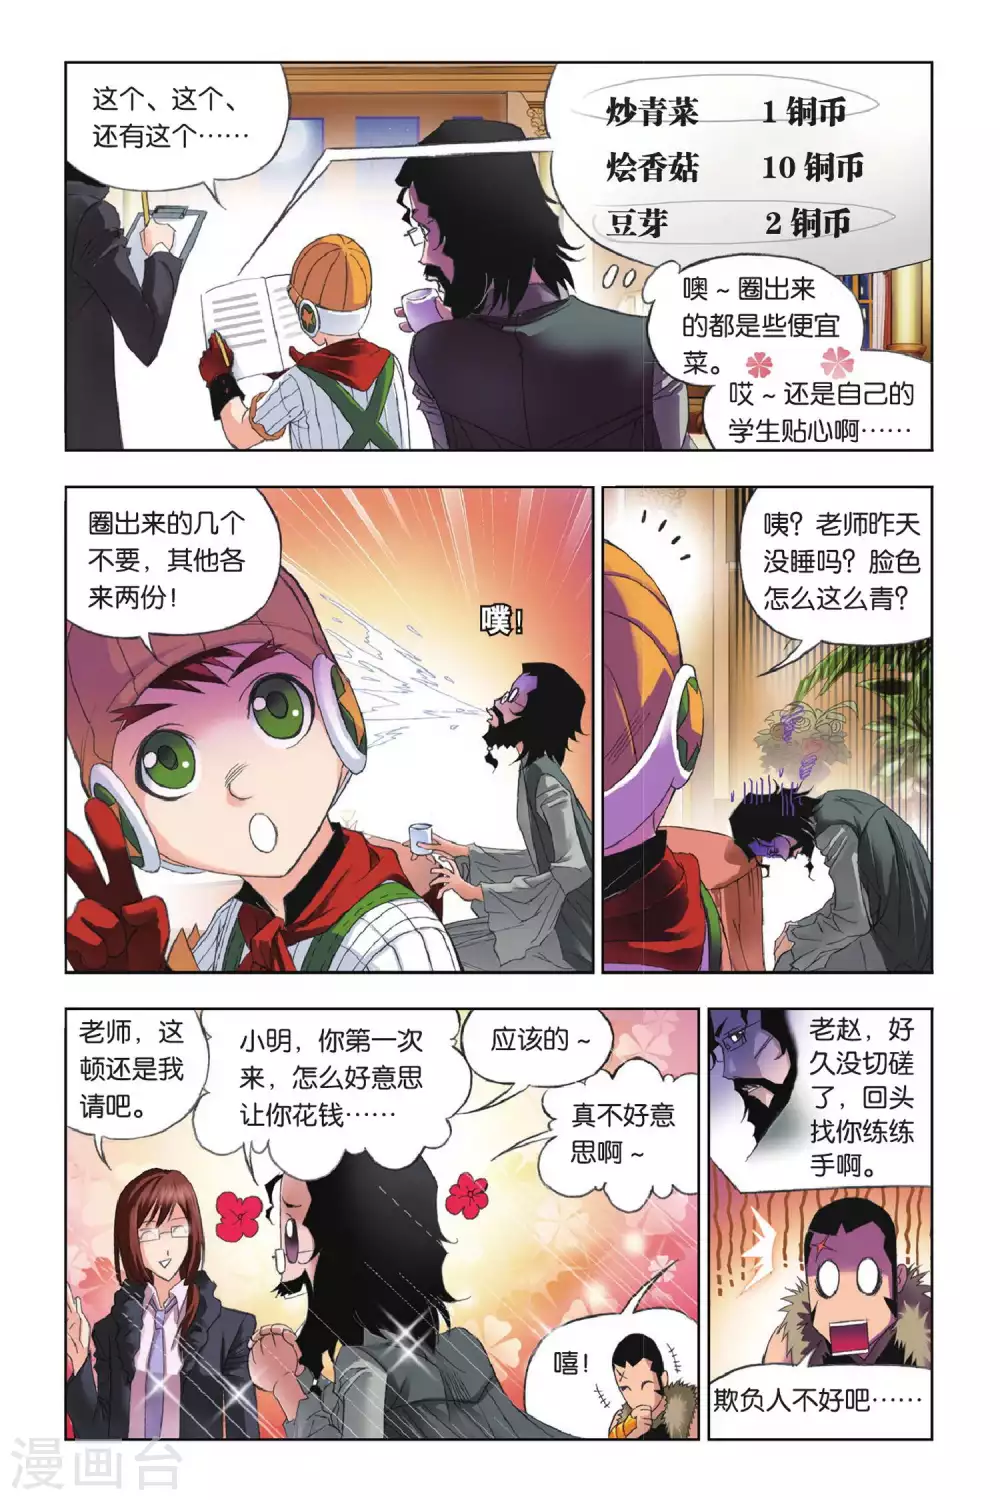 这个、这个、
还有这个……
炒青菜 1 铜币
烩香菇 10 铜币
豆芽 2 铜币
噢～圈出来
的都是些便宜
菜。
哎～还是自己的
学生贴心啊……
圈出来的几个
不要，其他各
来两份！
噗！
咦？老师昨天
没睡吗？脸色
怎么这么青？
老师，这
顿还是我
请吧。
小明，你第一次
来，怎么好意思
让你花钱……
应该的～
真不好意
思啊～
嘻！
老赵，好
久没切磋
了，回头
找你练练
手啊。
欺负人不好吧……
漫画台